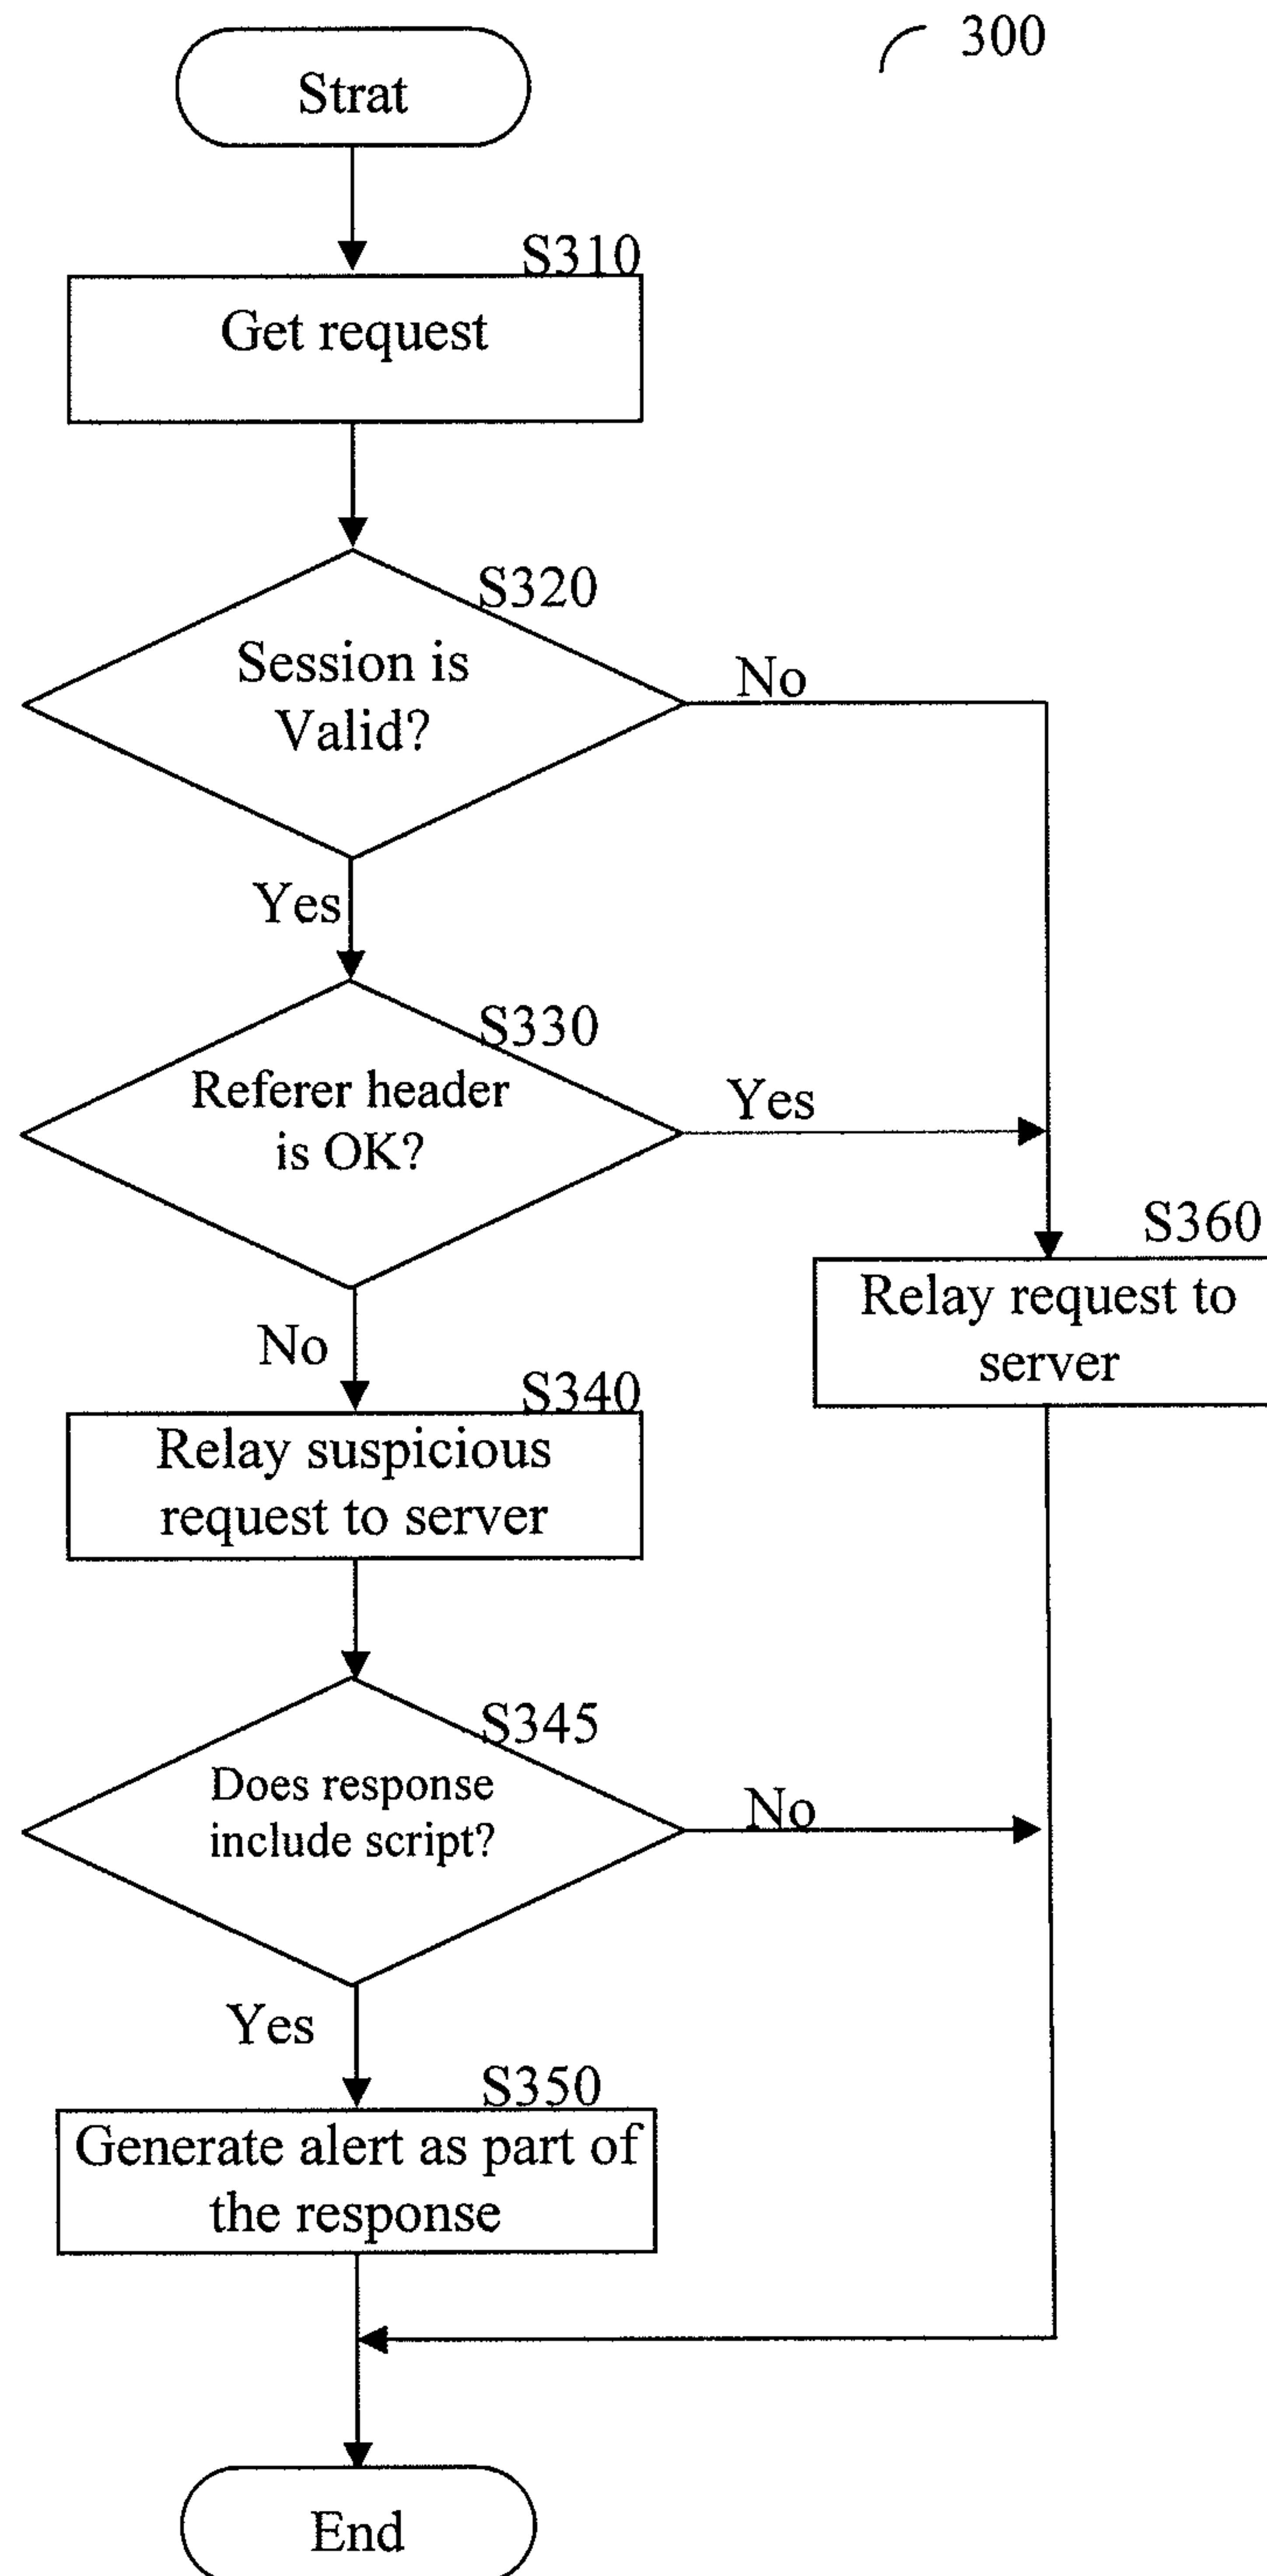 300
Strat
S310
Get request
S320
Session is
Valid?
No
Yes
S330
Referer header
is OK?
Yes
S360
Relay request to
server
No
S340
Relay suspicious
request to server
S345
Does response
include script?
No
Yes
S350
Generate alert as part of
the response
End